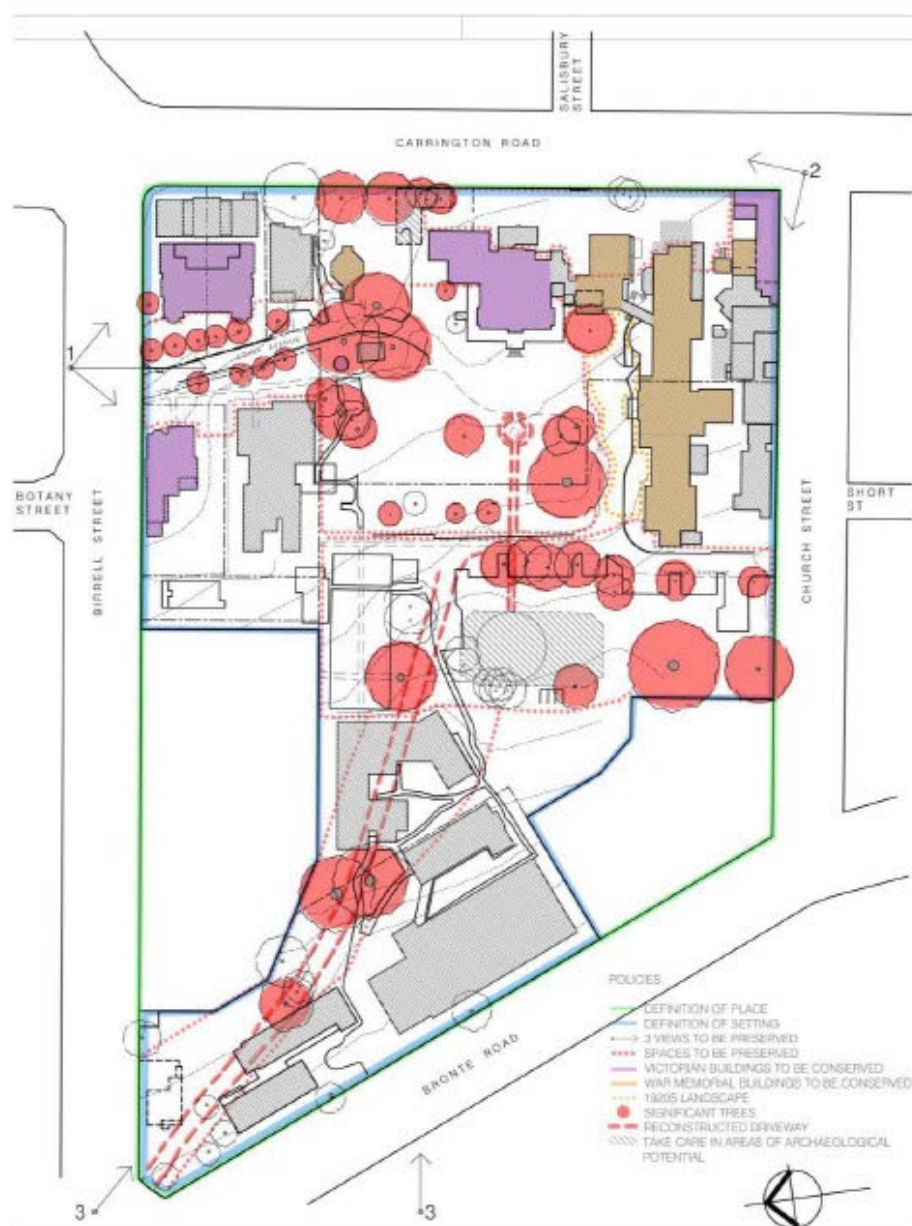 SALISBURY
STREET
CARRINGTON ROAD
2
1
BOTANY
STREET
BIRRELL STREET
CHURCH STREET
SHORT
ST
BRONTE ROAD
POLICIES
DEFINITION OF PLACE
DEFINITION OF SETTING
3 VIEWS TO BE PRESERVED
SPACES TO BE PRESERVED
VICTORIAN BUILDINGS TO BE CONSERVED
WAR MEMORIAL BUILDINGS TO BE CONSERVED
1920S LANDSCAPE
SIGNIFICANT TREES
RECONSTRUCTED DRIVEWAY
TAKE CARE IN AREAS OF ARCHAEOLOGICAL
POTENTIAL
3
3